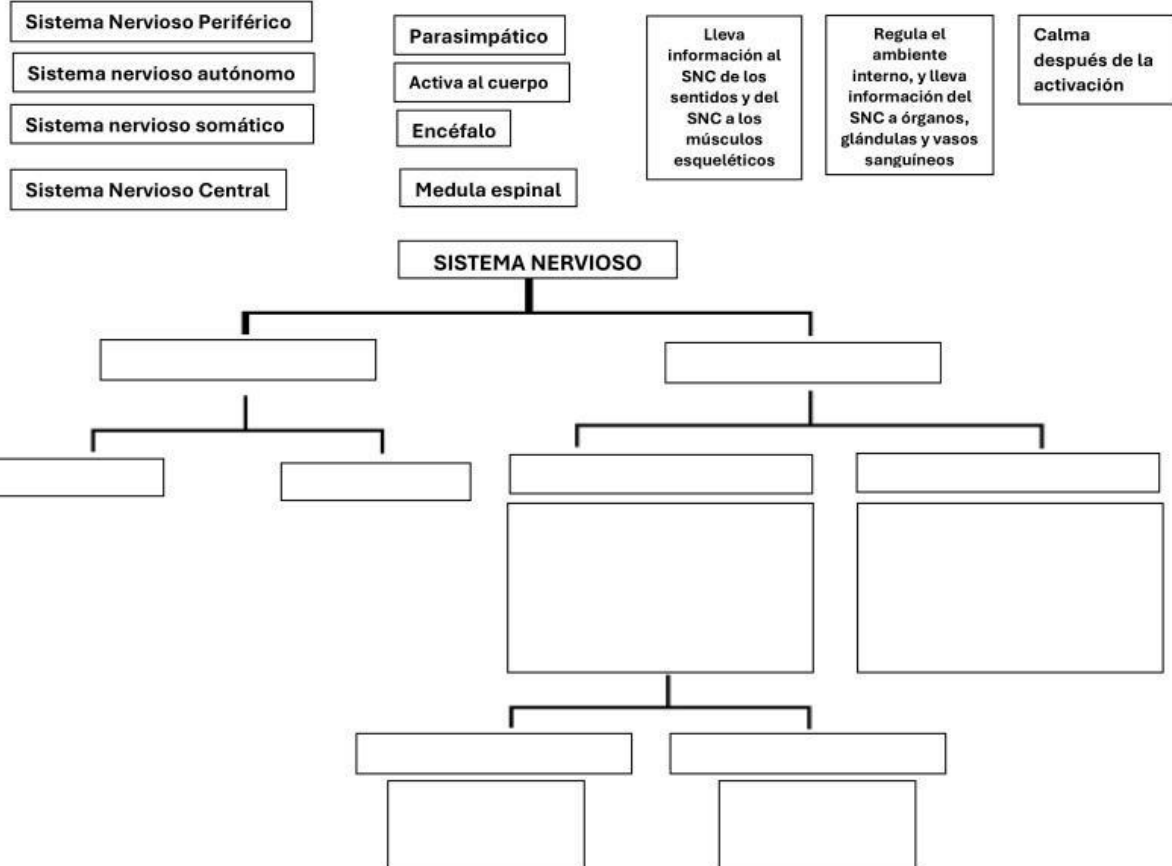 Sistema Nervioso Periférico
Sistema nervioso autónomo
Sistema nervioso somático
Sistema Nervioso Central
Parasimpático
Activa al cuerpo
Encéfalo
Medula espinal
Lleva
información al
SNC de los
sentidos y del
SNC a los
músculos
esqueléticos
Regula el
ambiente
interno, y lleva
información del
SNC a órganos,
glándulas y vasos
sanguíneos
Calma
después de la
activación
SISTEMA NERVIOSO